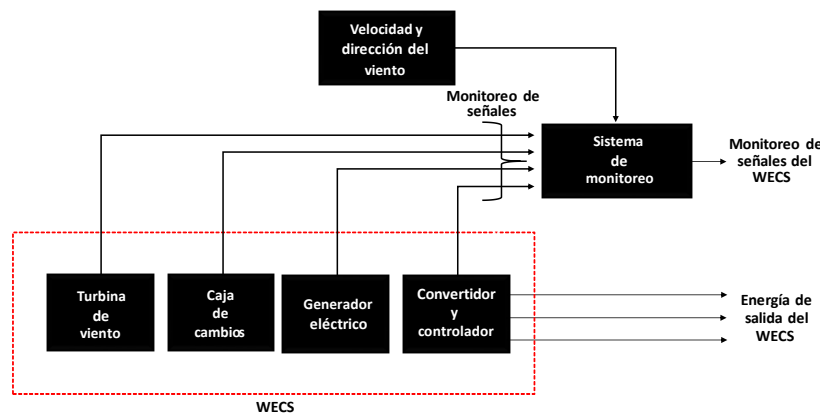 Velocidad y
dirección del
viento
Monitoreo de
señales
Sistema
de
monitoreo
Monitoreo de
señales del
WECS
Turbina
de
viento
Caja
de
cambios
Generador
eléctrico
Convertidor
y
controlador
Energía de
salida del
WECS
WECS